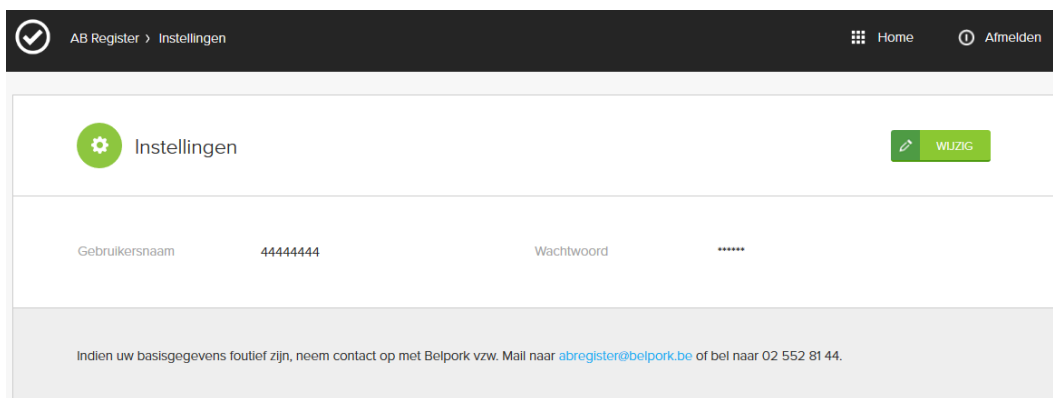 AB Register › Instellingen Home Afmelden
Instellingen WIJZIG
Gebruikersnaam 44444444 Wachtwoord ******
Indien uw basisgegevens foutief zijn, neem contact op met Belpork vzw. Mail naar abregister@belpork.be of bel naar 02 552 81 44.